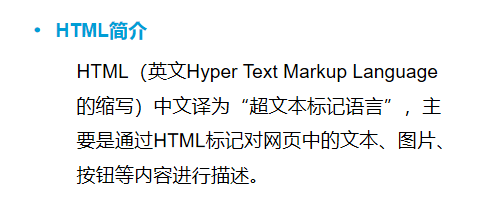 • HTML简介
HTML（英文Hyper Text Markup Language
的缩写）中文译为“超文本标记语言”，主
要是通过HTML标记对网页中的文本、图片、
按钮等内容进行描述。